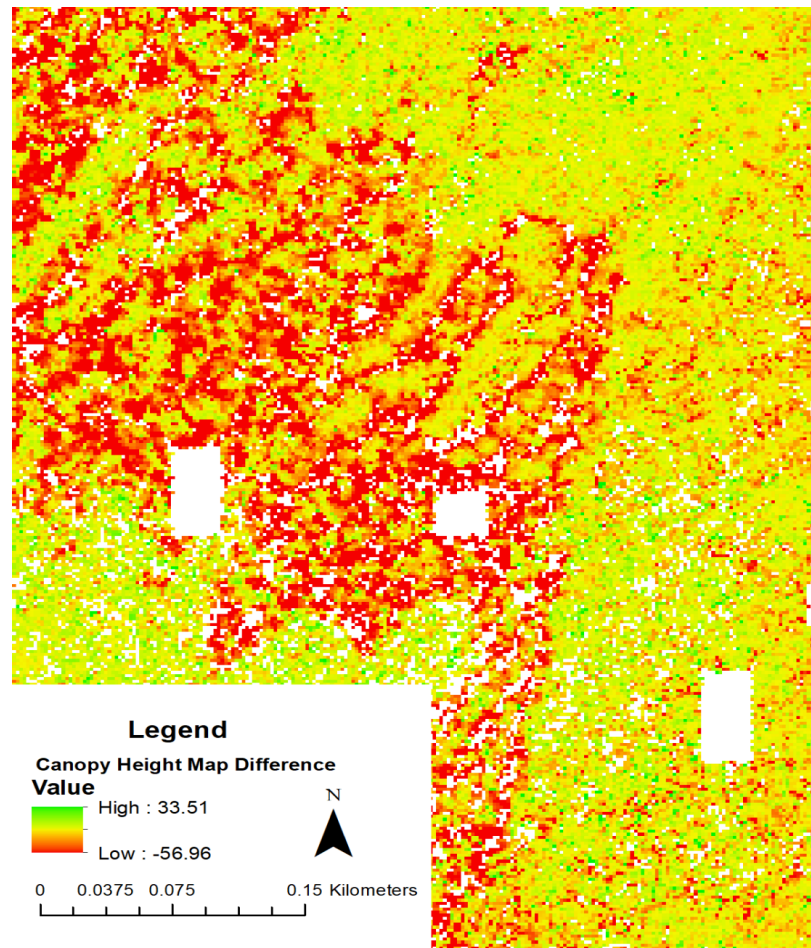 Legend
Canopy Height Map Difference
Value
High : 33.51
Low : -56.96
N
0 0.0375 0.075 0.15 Kilometers